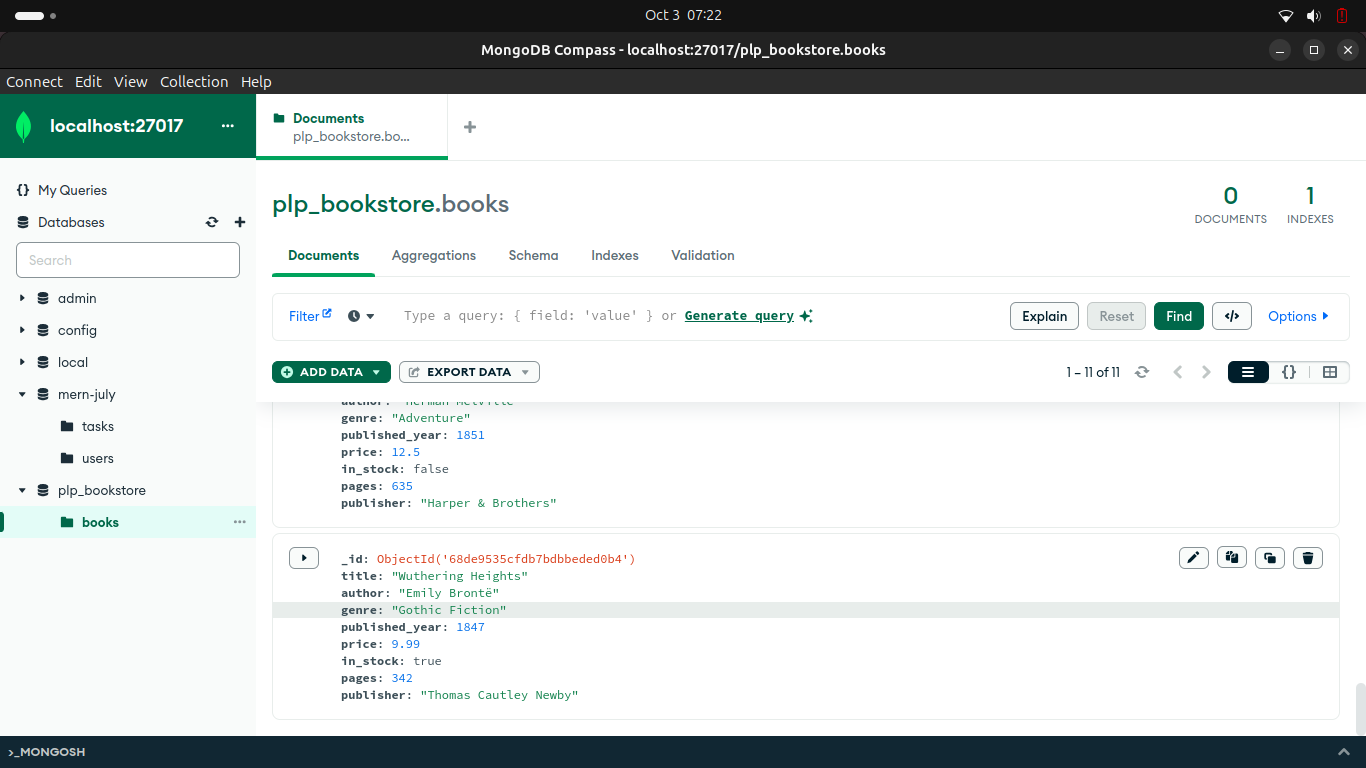 Oct 3 07:22
MongoDB Compass - localhost:27017/plp_bookstore.books
Connect Edit View Collection Help
localhost:27017 ...
Documents
plp_bookstore.bo...
My Queries
Databases
Search
admin
config
local
mern-july
tasks
users
plp_bookstore
books
plp_bookstore.books
0
DOCUMENTS
1
INDEXES
Documents Aggregations Schema Indexes Validation
Filter Type a query: { field: 'value' } or Generate query Explain Reset Find </> Options
ADD DATA EXPORT DATA 1 – 11 of 11 {}
author: "Herman Melville"
genre: "Adventure"
published_year: 1851
price: 12.5
in_stock: false
pages: 635
publisher: "Harper & Brothers"
_id: ObjectId('68de9535cfdb7bdbbeded0b4')
title: "Wuthering Heights"
author: "Emily Brontë"
genre: "Gothic Fiction"
published_year: 1847
price: 9.99
in_stock: true
pages: 342
publisher: "Thomas Cautley Newby"
>_MONGOSH